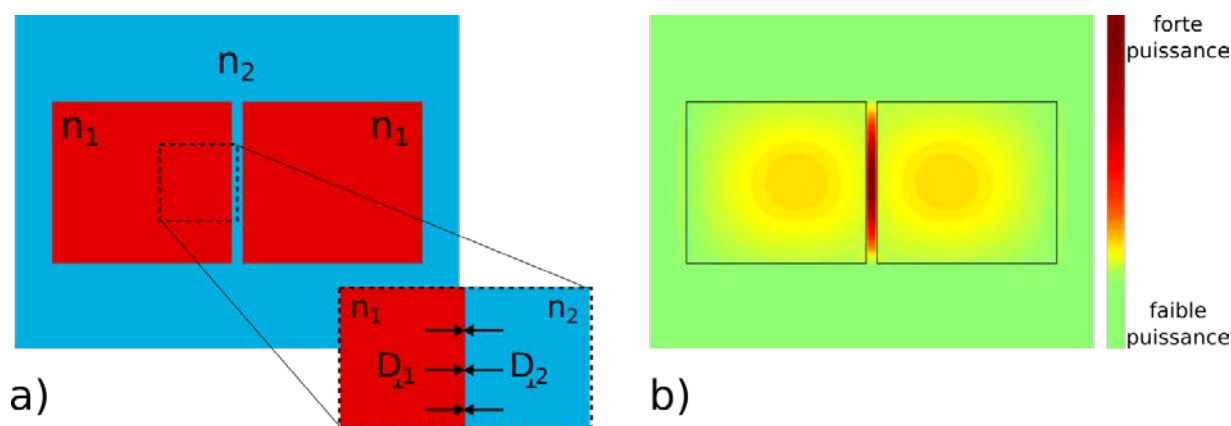 n₂
n₁ n₁
n₁ n₂
D⊥1 D⊥2
a)
forte
puissance
faible
puissance
b)